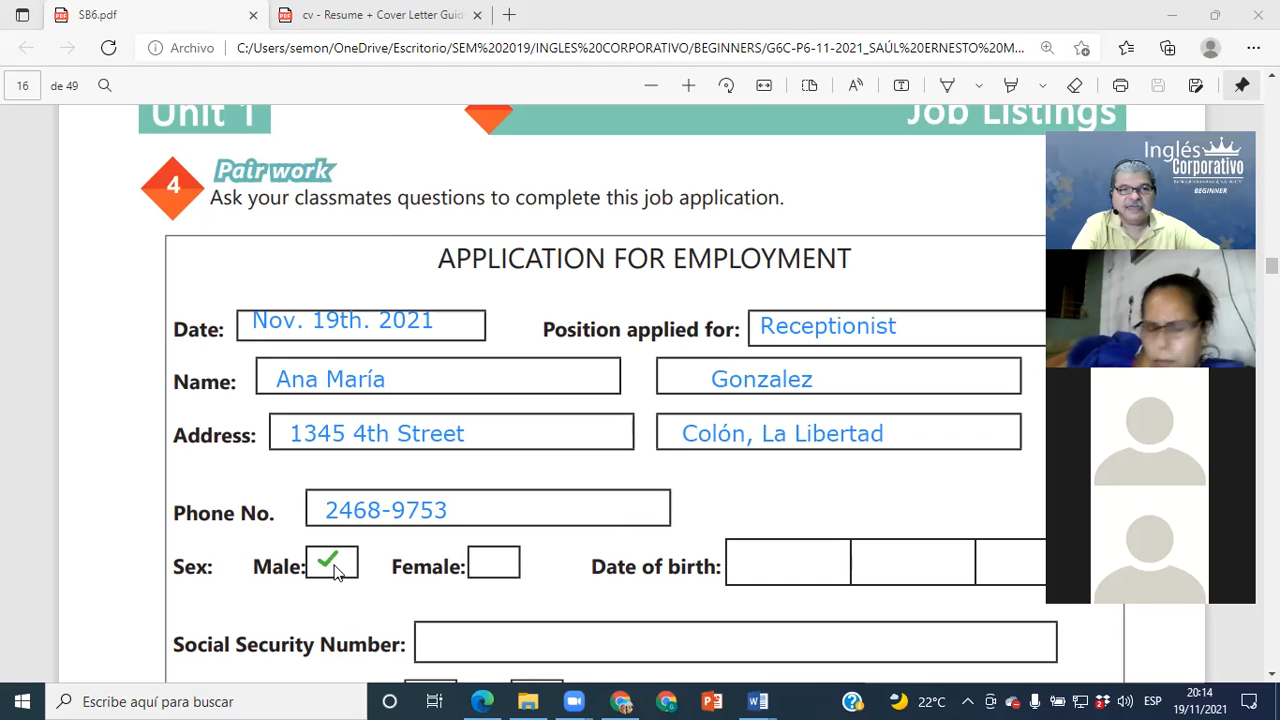 SB6.pdf
cv - Resume + Cover Letter Guid
Archivo
C:/Users/semon/OneDrive/Escritorio/SEM%202019/INGLES%20CORPORATIVO/BEGINNERS/G6C-P6-11-2021_SAÚL%20ERNESTO%20M...
16 de 49
Unit 1
Job Listings
4
Pair work
Ask your classmates questions to complete this job application.
APPLICATION FOR EMPLOYMENT
Date: Nov. 19th. 2021
Position applied for: Receptionist
Name: Ana María Gonzalez
Address: 1345 4th Street Colón, La Libertad
Phone No. 2468-9753
Sex: Male: Female: Date of birth:
Social Security Number:
Inglés
Corporativo
BEGINNER
Escribe aquí para buscar
22°C
ESP
20:14
19/11/2021